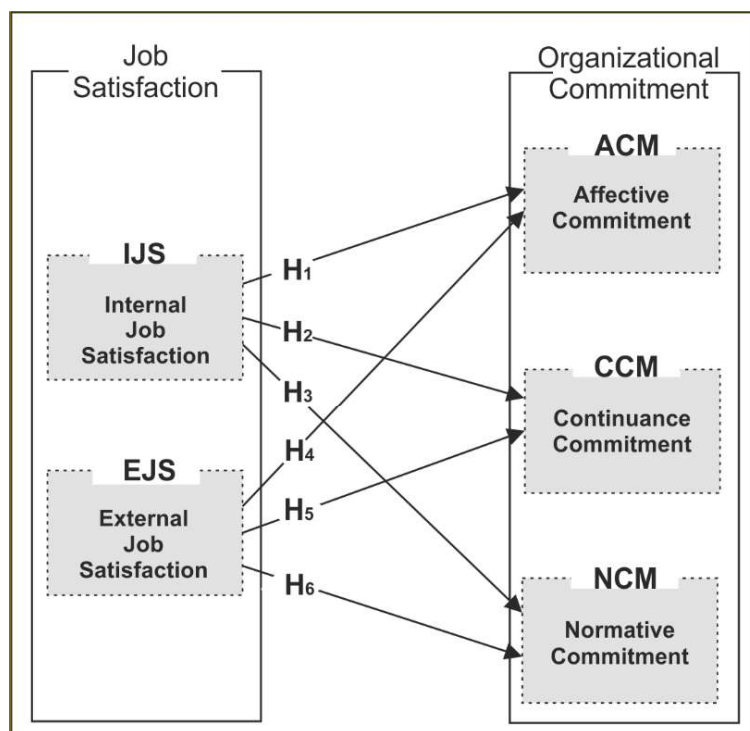 Job
Satisfaction
IJS
Internal
Job
Satisfaction
EJS
External
Job
Satisfaction
H1
H2
H3
H4
H5
H6
Organizational
Commitment
ACM
Affective
Commitment
CCM
Continuance
Commitment
NCM
Normative
Commitment